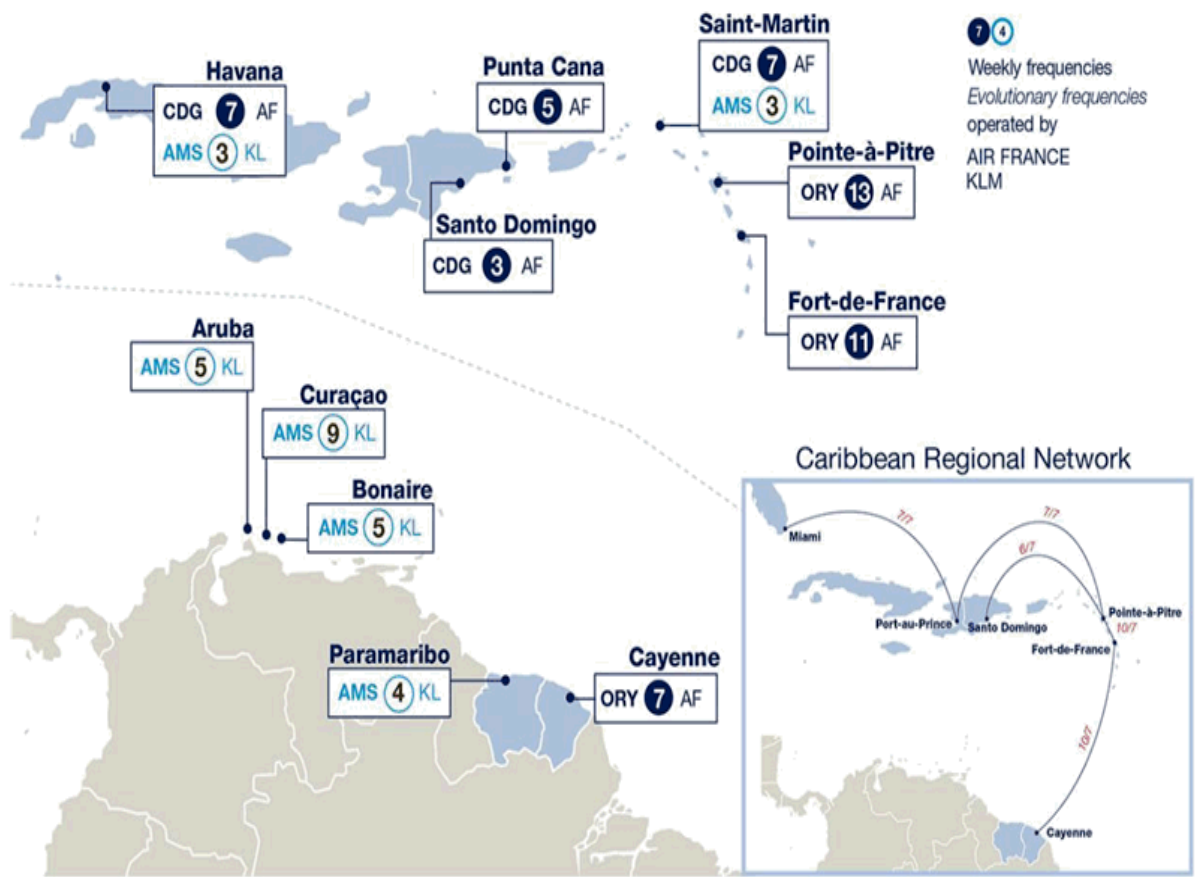 Havana
CDG 7 AF
AMS 3 KL
Punta Cana
CDG 5 AF
Saint-Martin
CDG 7 AF
AMS 3 KL
7 4
Weekly frequencies
Evolutionary frequencies
operated by
AIR FRANCE
KLM
Pointe-à-Pitre
ORY 13 AF
Santo Domingo
CDG 3 AF
Fort-de-France
ORY 11 AF
Aruba
AMS 5 KL
Curaçao
AMS 9 KL
Bonaire
AMS 5 KL
Paramaribo
AMS 4 KL
Cayenne
ORY 7 AF
Caribbean Regional Network
7/7
7/7
Miami
6/7
Port-au-Prince
Santo Domingo
Pointe-à-Pitre
10/7
Fort-de-France
10/7
Cayenne